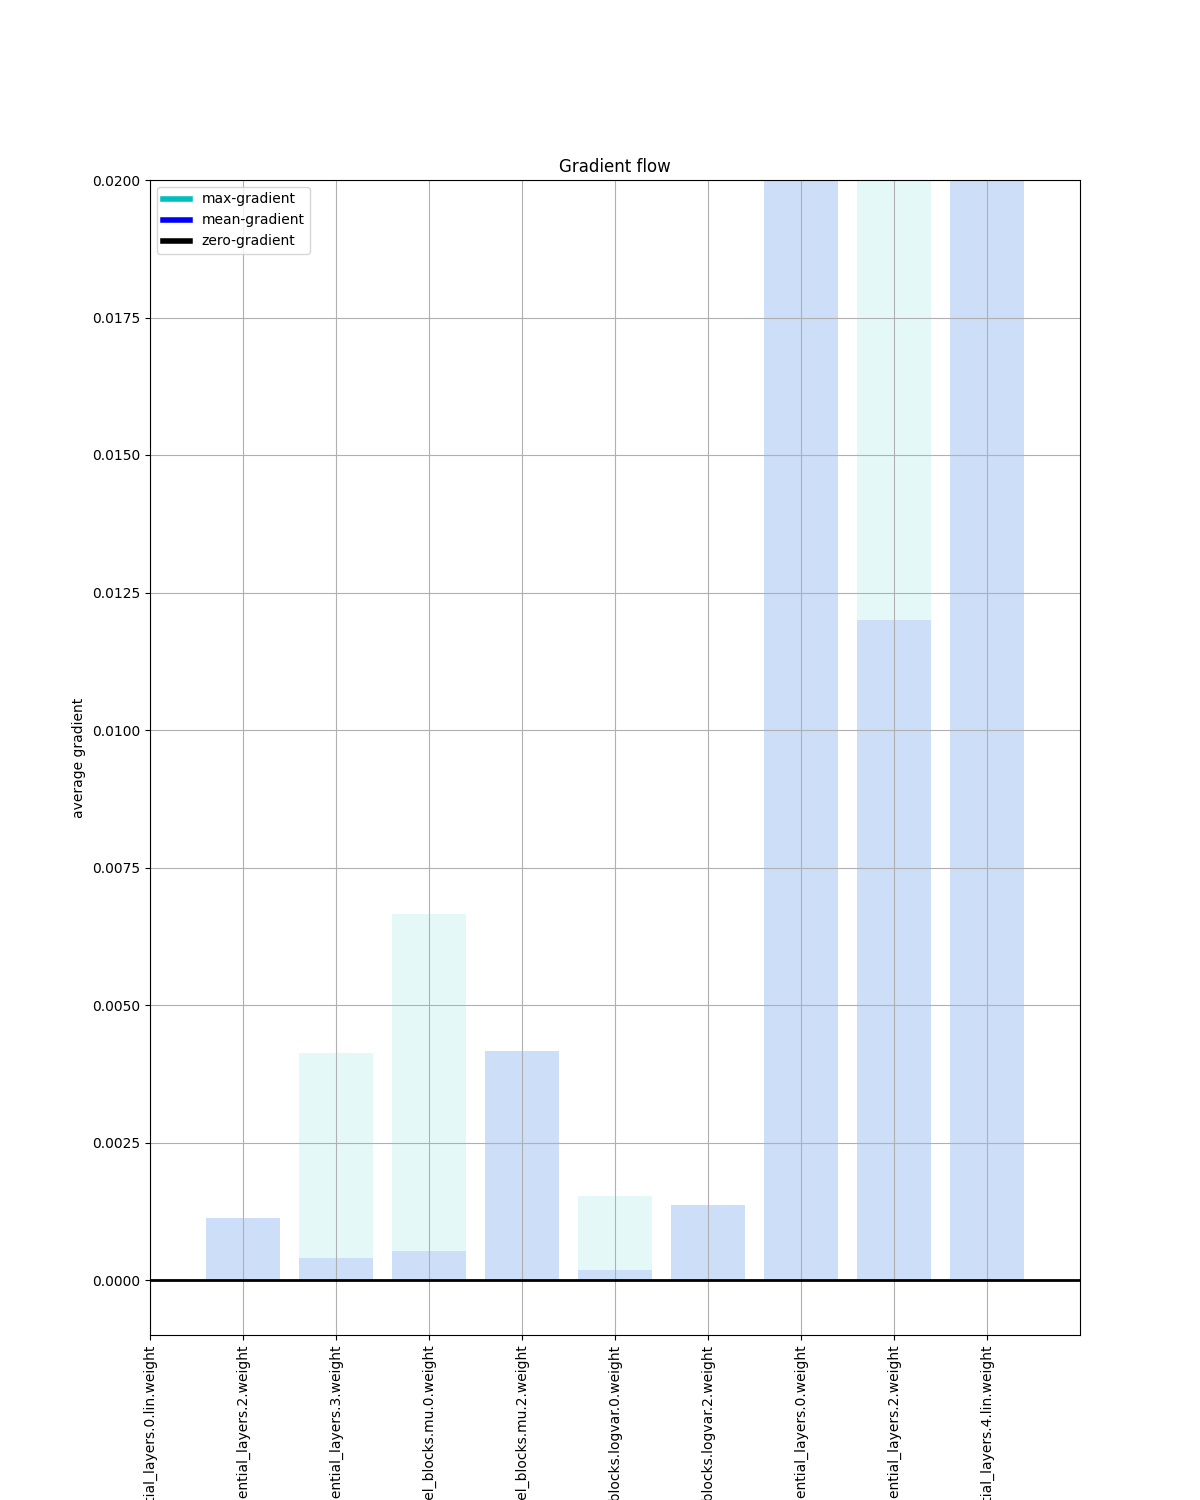 Gradient flow
max-gradient
mean-gradient
zero-gradient
0.0200
0.0175
0.0150
0.0125
0.0100
0.0075
0.0050
0.0025
0.0000
average gradient
tial_layers.0.lin.weight
ential_layers.2.weight
ential_layers.3.weight
el_blocks.mu.0.weight
el_blocks.mu.2.weight
blocks.logvar.0.weight
blocks.logvar.2.weight
ential_layers.0.weight
ential_layers.2.weight
tial_layers.4.lin.weight